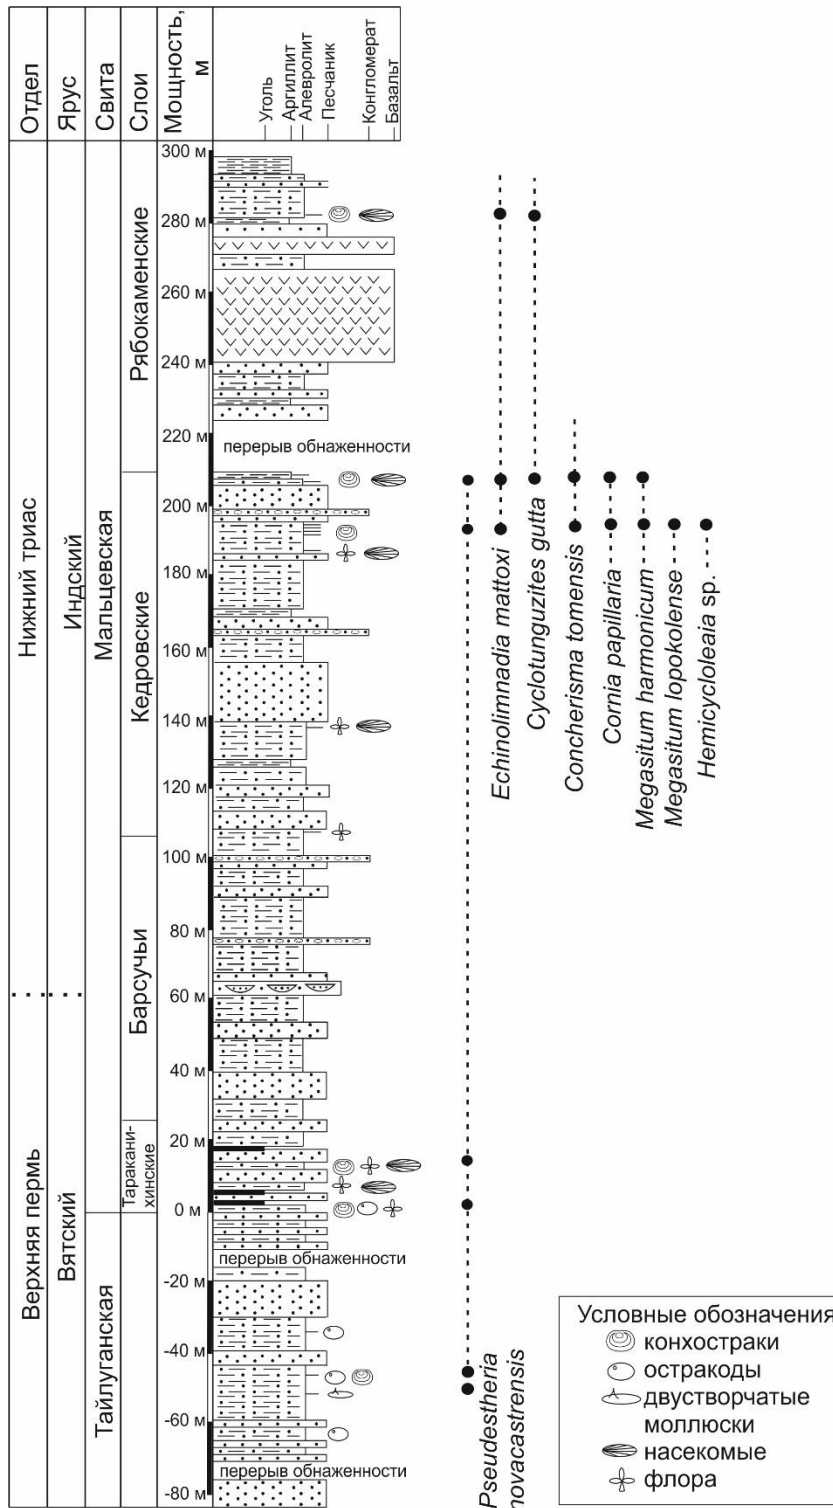 Отдел
Ярус
Свита
Слои
Мощность,
м
Уголь
Аргиллит
Алевролит
Песчаник
Конгломерат
Базальт
Нижний триас
Верхняя пермь
Индский
Вятский
Мальцевская
Тайлуганская
Рябокаменские
Кедровские
Барсучьи
Таракани-
хинские
300 м
280 м
260 м
240 м
220 м
200 м
180 м
160 м
140 м
120 м
100 м
80 м
60 м
40 м
20 м
0 м
-20 м
-40 м
-60 м
-80 м
перерыв обнаженности
перерыв обнаженности
перерыв обнаженности
Pseudestheria
novacastrensis
Echinolimnadia mattoxi
Cyclotunguzites gutta
Concherisma tomensis
Cornia papillaria
Megasitum harmonicum
Megasitum lopokolense
Hemicycloleaia sp.
Условные обозначения
конхостраки
остракоды
двустворчатые
моллюски
насекомые
флора